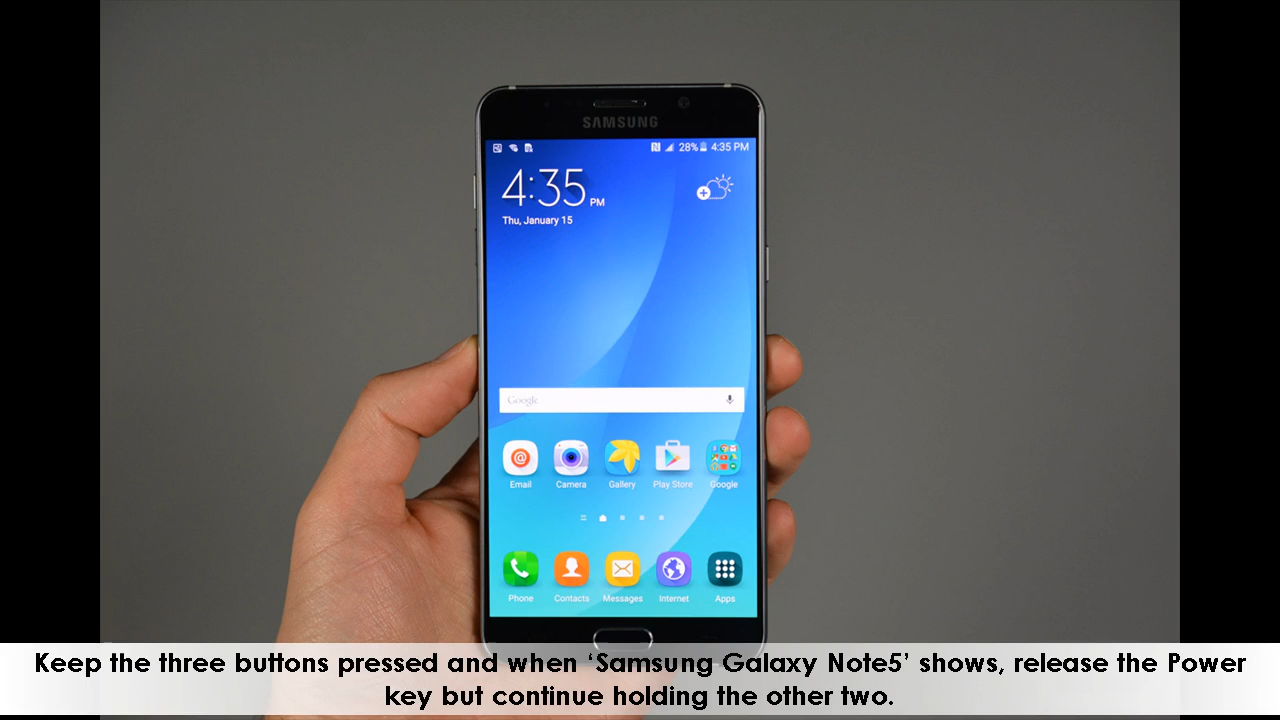 SAMSUNG
28% 4:35 PM
4:35 PM
Thu, January 15
Google
Email Camera Gallery Play Store Google
Phone Contacts Messages Internet Apps
Keep the three buttons pressed and when ‘Samsung Galaxy Note5’ shows, release the Power
key but continue holding the other two.